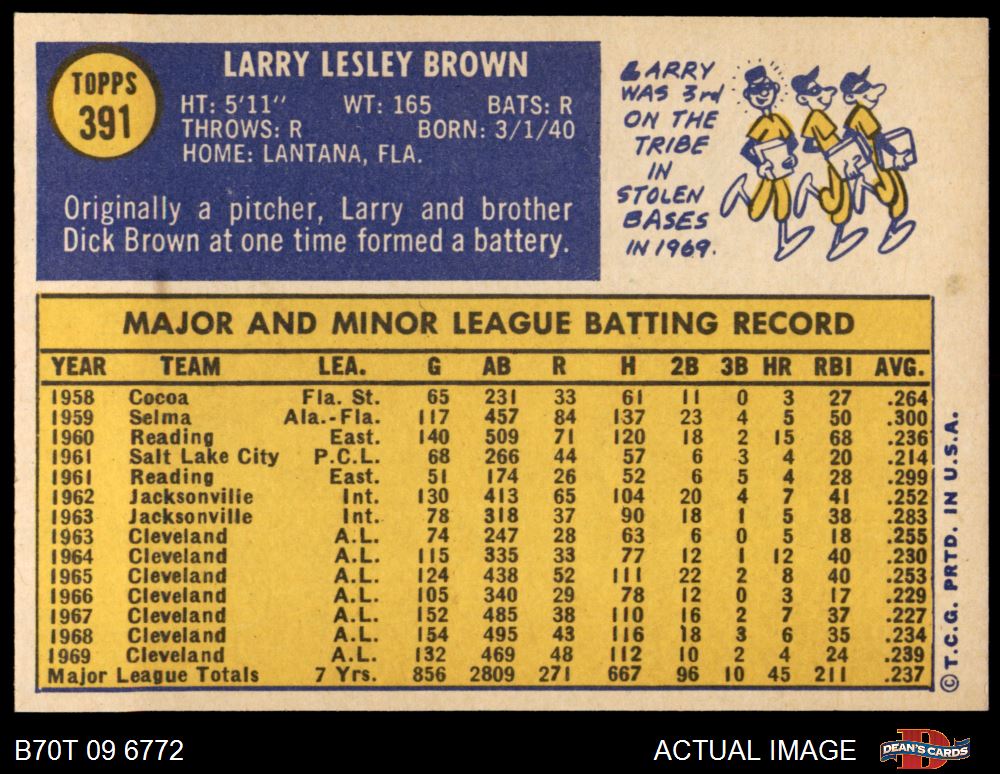 TOPPS
391
LARRY LESLEY BROWN
HT: 5'11" WT: 165 BATS: R
THROWS: R BORN: 3/1/40
HOME: LANTANA, FLA.
Originally a pitcher, Larry and brother
Dick Brown at one time formed a battery.
LARRY
WAS 3rd
ON THE
TRIBE
IN
STOLEN
BASES
IN 1969.
MAJOR AND MINOR LEAGUE BATTING RECORD
YEAR TEAM LEA. G AB R H 2B 3B HR RBI AVG.
1958 Cocoa Fla. St. 65 231 33 61 11 0 3 27 .264
1959 Selma Ala.-Fla. 117 457 84 137 23 4 5 50 .300
1960 Reading East. 140 509 71 120 18 2 15 68 .236
1961 Salt Lake City P.C.L. 68 266 44 57 6 3 4 20 .214
1961 Reading East. 51 174 26 52 6 5 4 28 .299
1962 Jacksonville Int. 130 413 65 104 20 4 7 41 .252
1963 Jacksonville Int. 78 318 37 90 18 1 5 38 .283
1963 Cleveland A.L. 74 247 28 63 6 0 5 18 .255
1964 Cleveland A.L. 115 335 33 77 12 1 12 40 .230
1965 Cleveland A.L. 124 438 52 111 22 2 8 40 .253
1966 Cleveland A.L. 105 340 29 78 12 0 3 17 .229
1967 Cleveland A.L. 152 485 38 110 16 2 7 37 .227
1968 Cleveland A.L. 154 495 43 116 18 3 6 35 .234
1969 Cleveland A.L. 132 469 48 112 10 2 4 24 .239
Major League Totals 7 Yrs. 856 2809 271 667 96 10 45 211 .237
© T.C.G. PRTD. IN U.S.A.
B70T 09 6772
ACTUAL IMAGE
D
DEAN'S CARDS